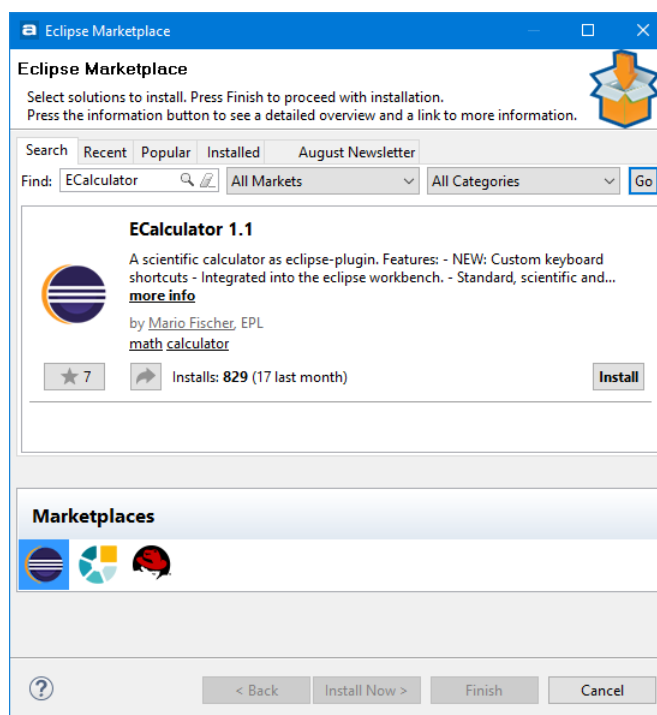 a Eclipse Marketplace
Eclipse Marketplace
Select solutions to install. Press Finish to proceed with installation.
Press the information button to see a detailed overview and a link to more information.
Search Recent Popular Installed August Newsletter
Find: ECalculator All Markets All Categories Go
ECalculator 1.1
A scientific calculator as eclipse-plugin. Features: - NEW: Custom keyboard
shortcuts - Integrated into the eclipse workbench. - Standard, scientific and...
more info
by Mario Fischer, EPL
math calculator
7 Installs: 829 (17 last month) Install
Marketplaces
? < Back Install Now > Finish Cancel